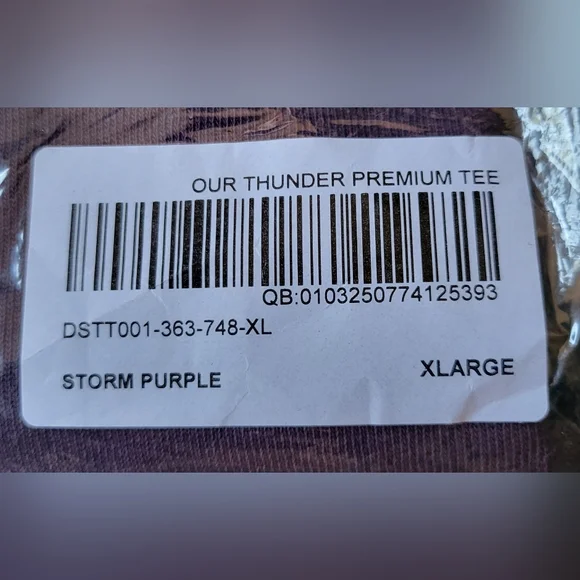 OUR THUNDER PREMIUM TEE
QB:0103250774125393
DSTT001-363-748-XL
STORM PURPLE
XLARGE